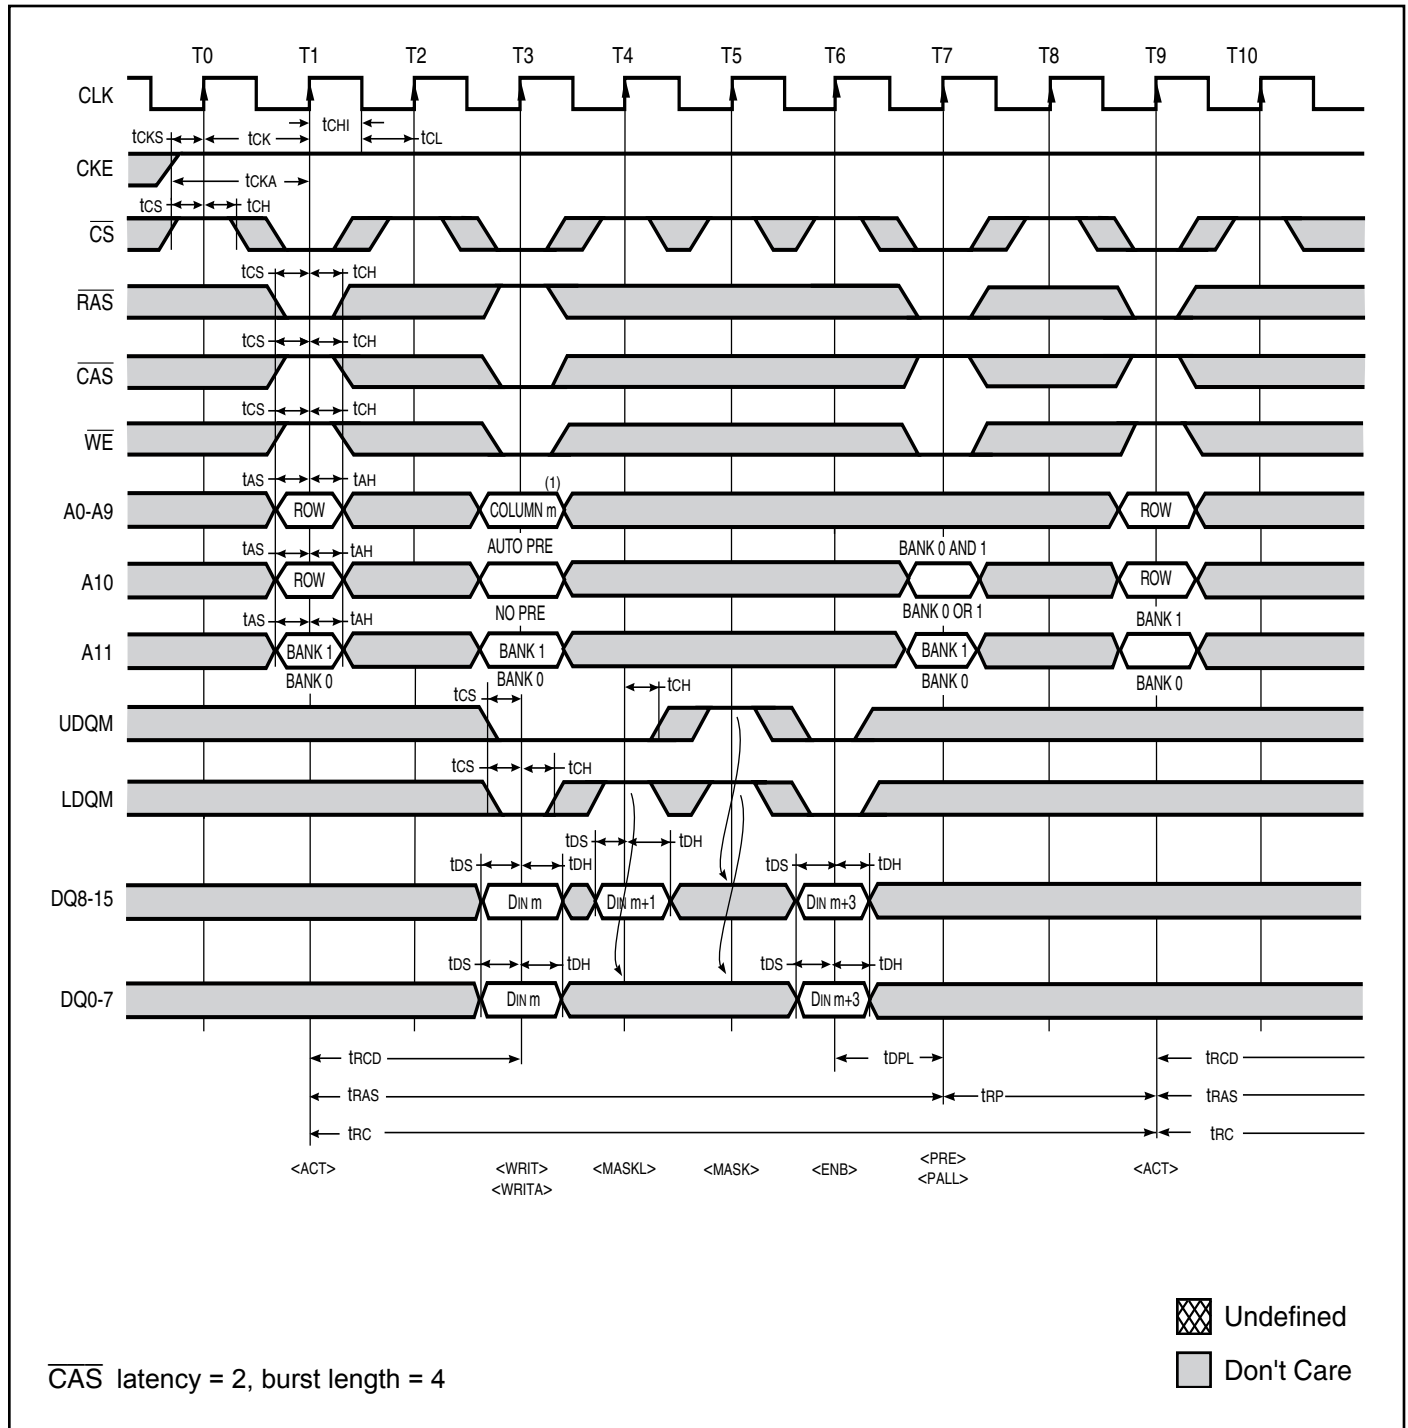 T0 T1 T2 T3 T4 T5 T6 T7 T8 T9 T10
CLK
tCHI
tCKS tCK tCL
CKE
tCKA
tCS tCH
CS
tCS tCH
RAS
tCS tCH
CAS
tCS tCH
WE
tAS tAH (1)
A0-A9 ROW COLUMN m ROW
tAS tAH AUTO PRE BANK 0 AND 1
A10 ROW ROW
tAS tAH NO PRE BANK 0 OR 1 BANK 1
A11 BANK 1 BANK 1 BANK 1
BANK 0 BANK 0 BANK 0 BANK 0
tCS tCH
UDQM
tCS tCH
LDQM
tDS tDH
tDS tDH tDS tDH
DQ8-15 DIN m DIN m+1 DIN m+3
tDS tDH tDS tDH
DQ0-7 DIN m DIN m+3
tRCD tDPL tRCD
tRAS tRP tRAS
tRC tRC
<ACT> <WRIT> <MASKL> <MASK> <ENB> <PRE> <ACT>
<WRITA> <PALL>
Undefined
Don't Care
CAS latency = 2, burst length = 4